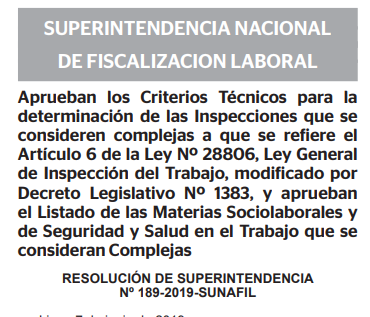 SUPERINTENDENCIA NACIONAL
DE FISCALIZACION LABORAL
Aprueban los Criterios Técnicos para la
determinación de las Inspecciones que se
consideren complejas a que se refiere el
Artículo 6 de la Ley Nº 28806, Ley General
de Inspección del Trabajo, modificado por
Decreto Legislativo Nº 1383, y aprueban
el Listado de las Materias Sociolaborales y
de Seguridad y Salud en el Trabajo que se
consideran Complejas
RESOLUCIÓN DE SUPERINTENDENCIA
Nº 189-2019-SUNAFIL